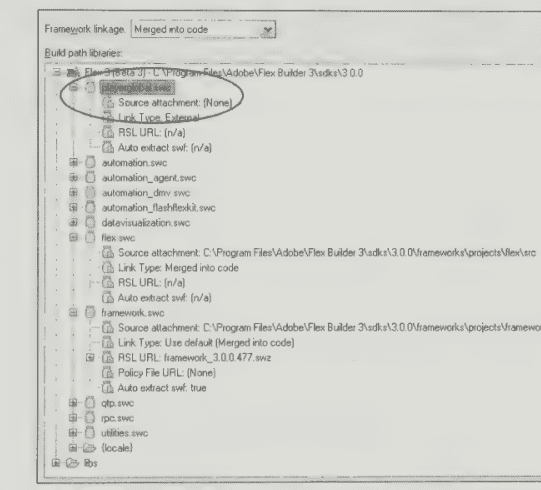 Framework linkage: Merged into code
Build path libraries:
Flex 3 (Beta 3) - C:\Program Files\Adobe\Flex Builder 3\sdks\3.0.0
playerglobal.swc
Source attachment: (None)
Link Type: External
RSL URL: (n/a)
Auto extract swf: (n/a)
automation.swc
automation_agent.swc
automation_dmv.swc
automation_flashflexkit.swc
datavisualization.swc
flex.swc
Source attachment: C:\Program Files\Adobe\Flex Builder 3\sdks\3.0.0\frameworks\projects\flex\src
Link Type: Merged into code
RSL URL: (n/a)
Auto extract swf: (n/a)
framework.swc
Source attachment: C:\Program Files\Adobe\Flex Builder 3\sdks\3.0.0\frameworks\projects\framewor
Link Type: Use default (Merged into code)
RSL URL: framework_3.0.0.477.swz
Policy File URL: (None)
Auto extract swf: true
qtp.swc
rpc.swc
utilities.swc
{locale}
libs